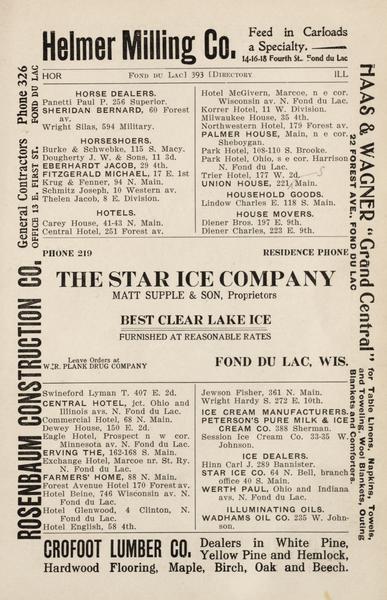 Helmer Milling Co.
Feed in Carloads
a Specialty.
14-16-18 Fourth St. Fond du Lac
HOR
FOND DU LAC] 393 [DIRECTORY
ILL
HORSE DEALERS.
Panetti Paul P. 256 Superior.
SHERIDAN BERNARD, 60 Forest
av.
Wright Silas, 594 Military.
HORSESHOERS.
Burke & Schwebke, 115 S. Macy.
Dougherty J. W. & Sons, 11 3d.
EBERHARDT JACOB, 29 4th.
FITZGERALD MICHAEL, 17 E. 1st
Krug & Fenner, 94 N. Main.
Schmitz Joseph, 10 Western av.
Thelen Jacob, 8 E. Division.
HOTELS.
Carey House, 41-43 N. Main.
Central Hotel, 251 Forest av.
Hotel McGivern, Marcoe, n e cor.
Wisconsin av. N. Fond du Lac.
Korrer Hotel, 11 W. Division.
Milwaukee House, 35 4th.
Northwestern Hotel, 179 Forest av.
PALMER HOUSE, Main, n e cor.
Sheboygan.
Park Hotel, 108-110 S. Brooke.
Park Hotel, Ohio, s e cor. Harrison
N. Fond du Lac.
Trier Hotel, 177 W. 2d.
UNION HOUSE, 221 Main.
HOUSEHOLD GOODS.
Lindow Charles E. 118 S. Main.
HOUSE MOVERS.
Diener Bros. 197 E. 9th.
Diener Charles, 223 E. 9th.
PHONE 219
RESIDENCE PHONE
THE STAR ICE COMPANY
MATT SUPPLE & SON, Proprietors
BEST CLEAR LAKE ICE
FURNISHED AT REASONABLE RATES
Leave Orders at
W. R. PLANK DRUG COMPANY
FOND DU LAC, WIS.
Swineford Lyman T. 407 E. 2d.
CENTRAL HOTEL, jct. Ohio and
Illinois avs. N. Fond du Lac.
Commercial Hotel, 68 N. Main.
Dewey House, 150 E. 2d.
Eagle Hotel, Prospect n w cor.
Minnesota av. N. Fond du Lac.
ERVING THE, 162-168 S. Main.
Exchange Hotel, Marcoe nr. St. Ry.
N. Fond du Lac.
FARMERS' HOME, 88 N. Main.
Forest Avenue Hotel 170 Forest av.
Hotel Beine, 746 Wisconsin av. N.
Fond du Lac.
Hotel Glenwood, 4 Clinton, N.
Fond du Lac.
Hotel English, 58 4th.
Jewson Fisher, 361 N. Main.
Wright Hardy S. 272 E. 10th.
ICE CREAM MANUFACTURERS.
PETERSON'S PURE MILK & ICE
CREAM CO. 388 Sherman.
Session Ice Cream Co. 33-35 W.
Johnson.
ICE DEALERS.
Hinn Carl J. 289 Bannister.
STAR ICE CO. 64 N. Bell, branch
office 40 S. Main.
WERTH PAUL, Ohio and Indiana
avs. N. Fond du Lac.
ILLUMINATING OILS.
WADHAMS OIL CO. 235 W. John-
son.
CROFOOT LUMBER CO.
Dealers in White Pine,
Yellow Pine and Hemlock,
Hardwood Flooring, Maple, Birch, Oak and Beech.
ROSENBAUM CONSTRUCTION CO.
General Contractors
OFFICE 13 E. FIRST ST.
Phone 326
FOND DU LAC
HAAS & WAGNER "Grand Central"
92 FOREST AVE., FOND DU LAC
for Table Linens, Napkins, Towels,
and Toweling, Wool Blankets, Outing
Blankets and Comforters.